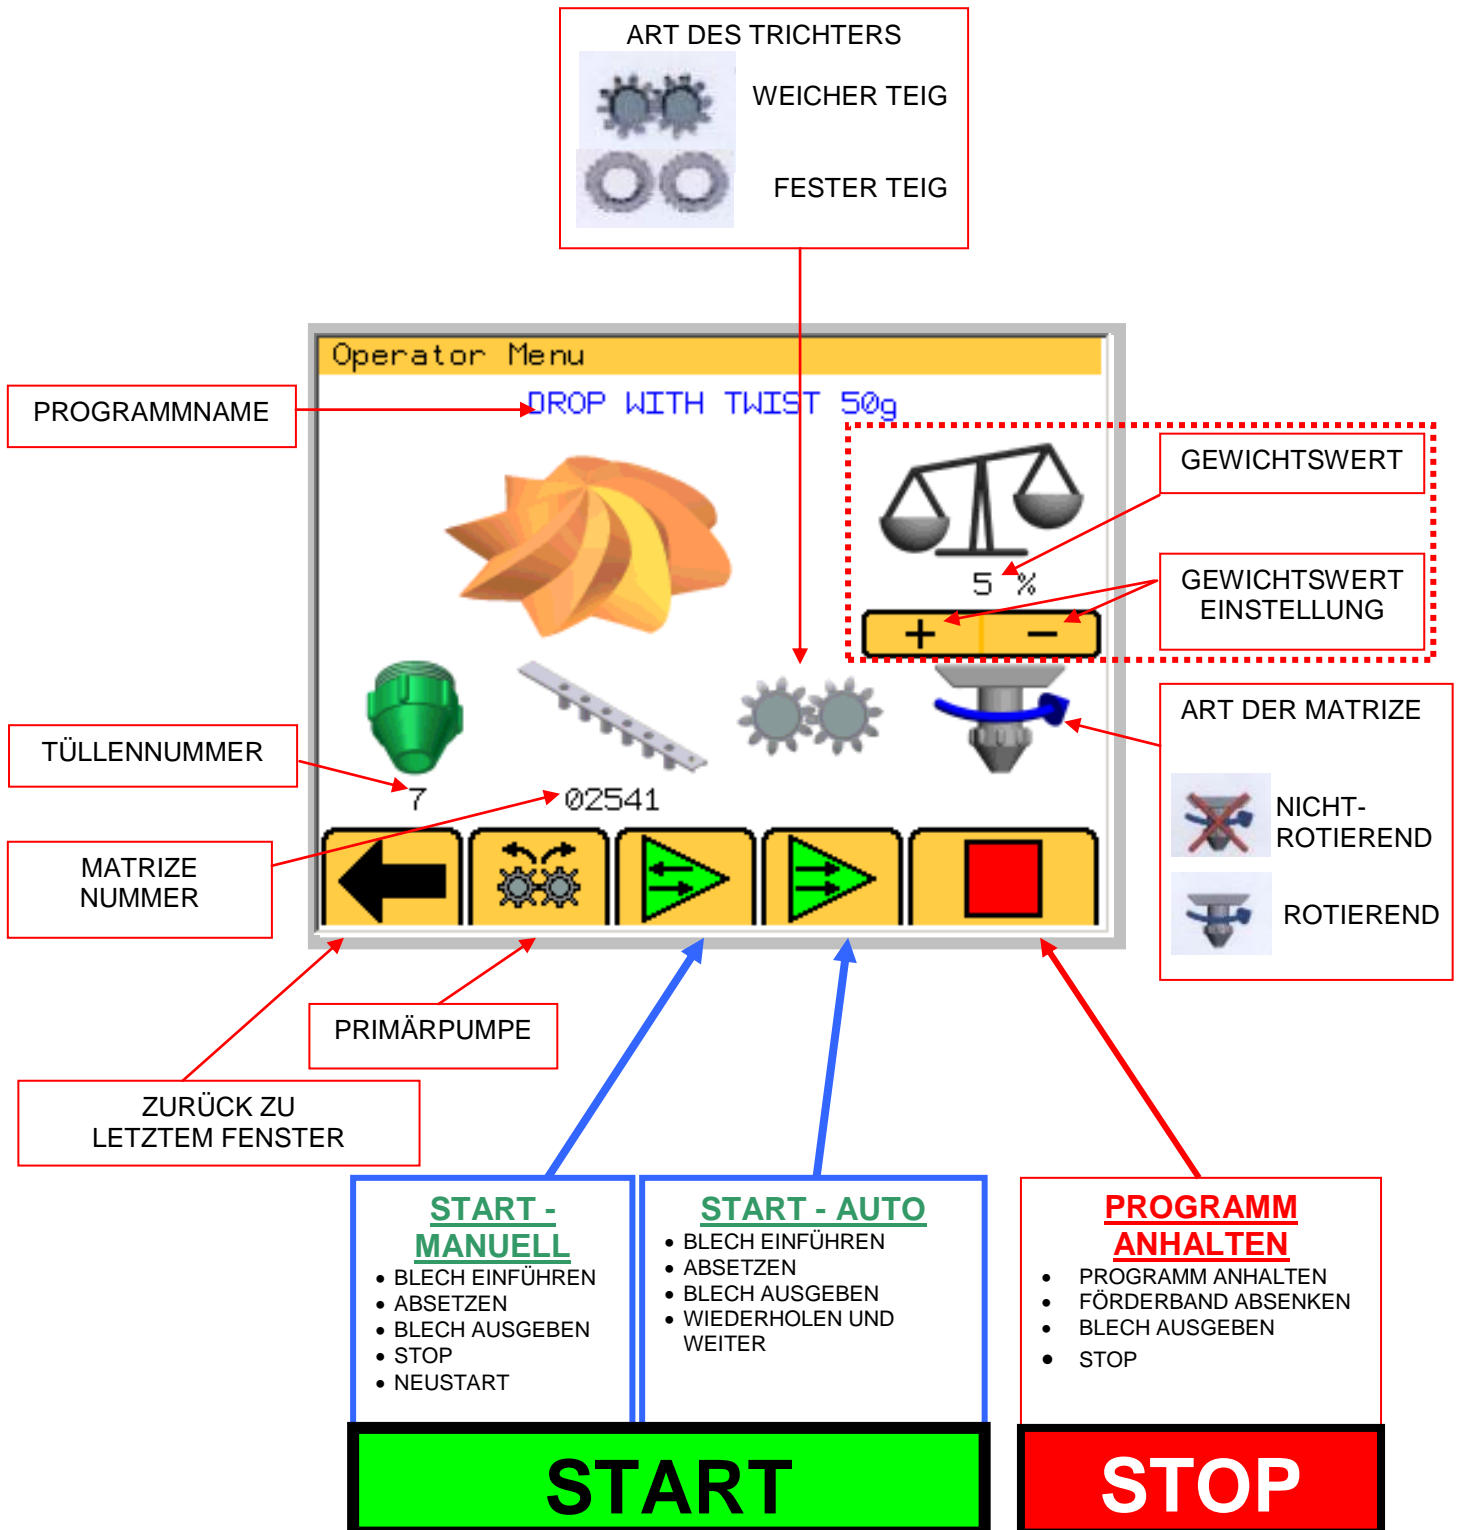 ART DES TRICHTERS
WEICHER TEIG
FESTER TEIG
Operator Menu
PROGRAMMNAME
DROP WITH TWIST 50g
GEWICHTSWERT
5 %
GEWICHTSWERT
EINSTELLUNG
+ −
ART DER MATRIZE
TÜLLENNUMMER
7
02541
NICHT-
ROTIEREND
MATRIZE
NUMMER
ROTIEREND
PRIMÄRPUMPE
ZURÜCK ZU
LETZTEM FENSTER
START -
MANUELL
• BLECH EINFÜHREN
• ABSETZEN
• BLECH AUSGEBEN
• STOP
• NEUSTART
START - AUTO
• BLECH EINFÜHREN
• ABSETZEN
• BLECH AUSGEBEN
• WIEDERHOLEN UND
WEITER
PROGRAMM
ANHALTEN
• PROGRAMM ANHALTEN
• FÖRDERBAND ABSENKEN
• BLECH AUSGEBEN
• STOP
START
STOP